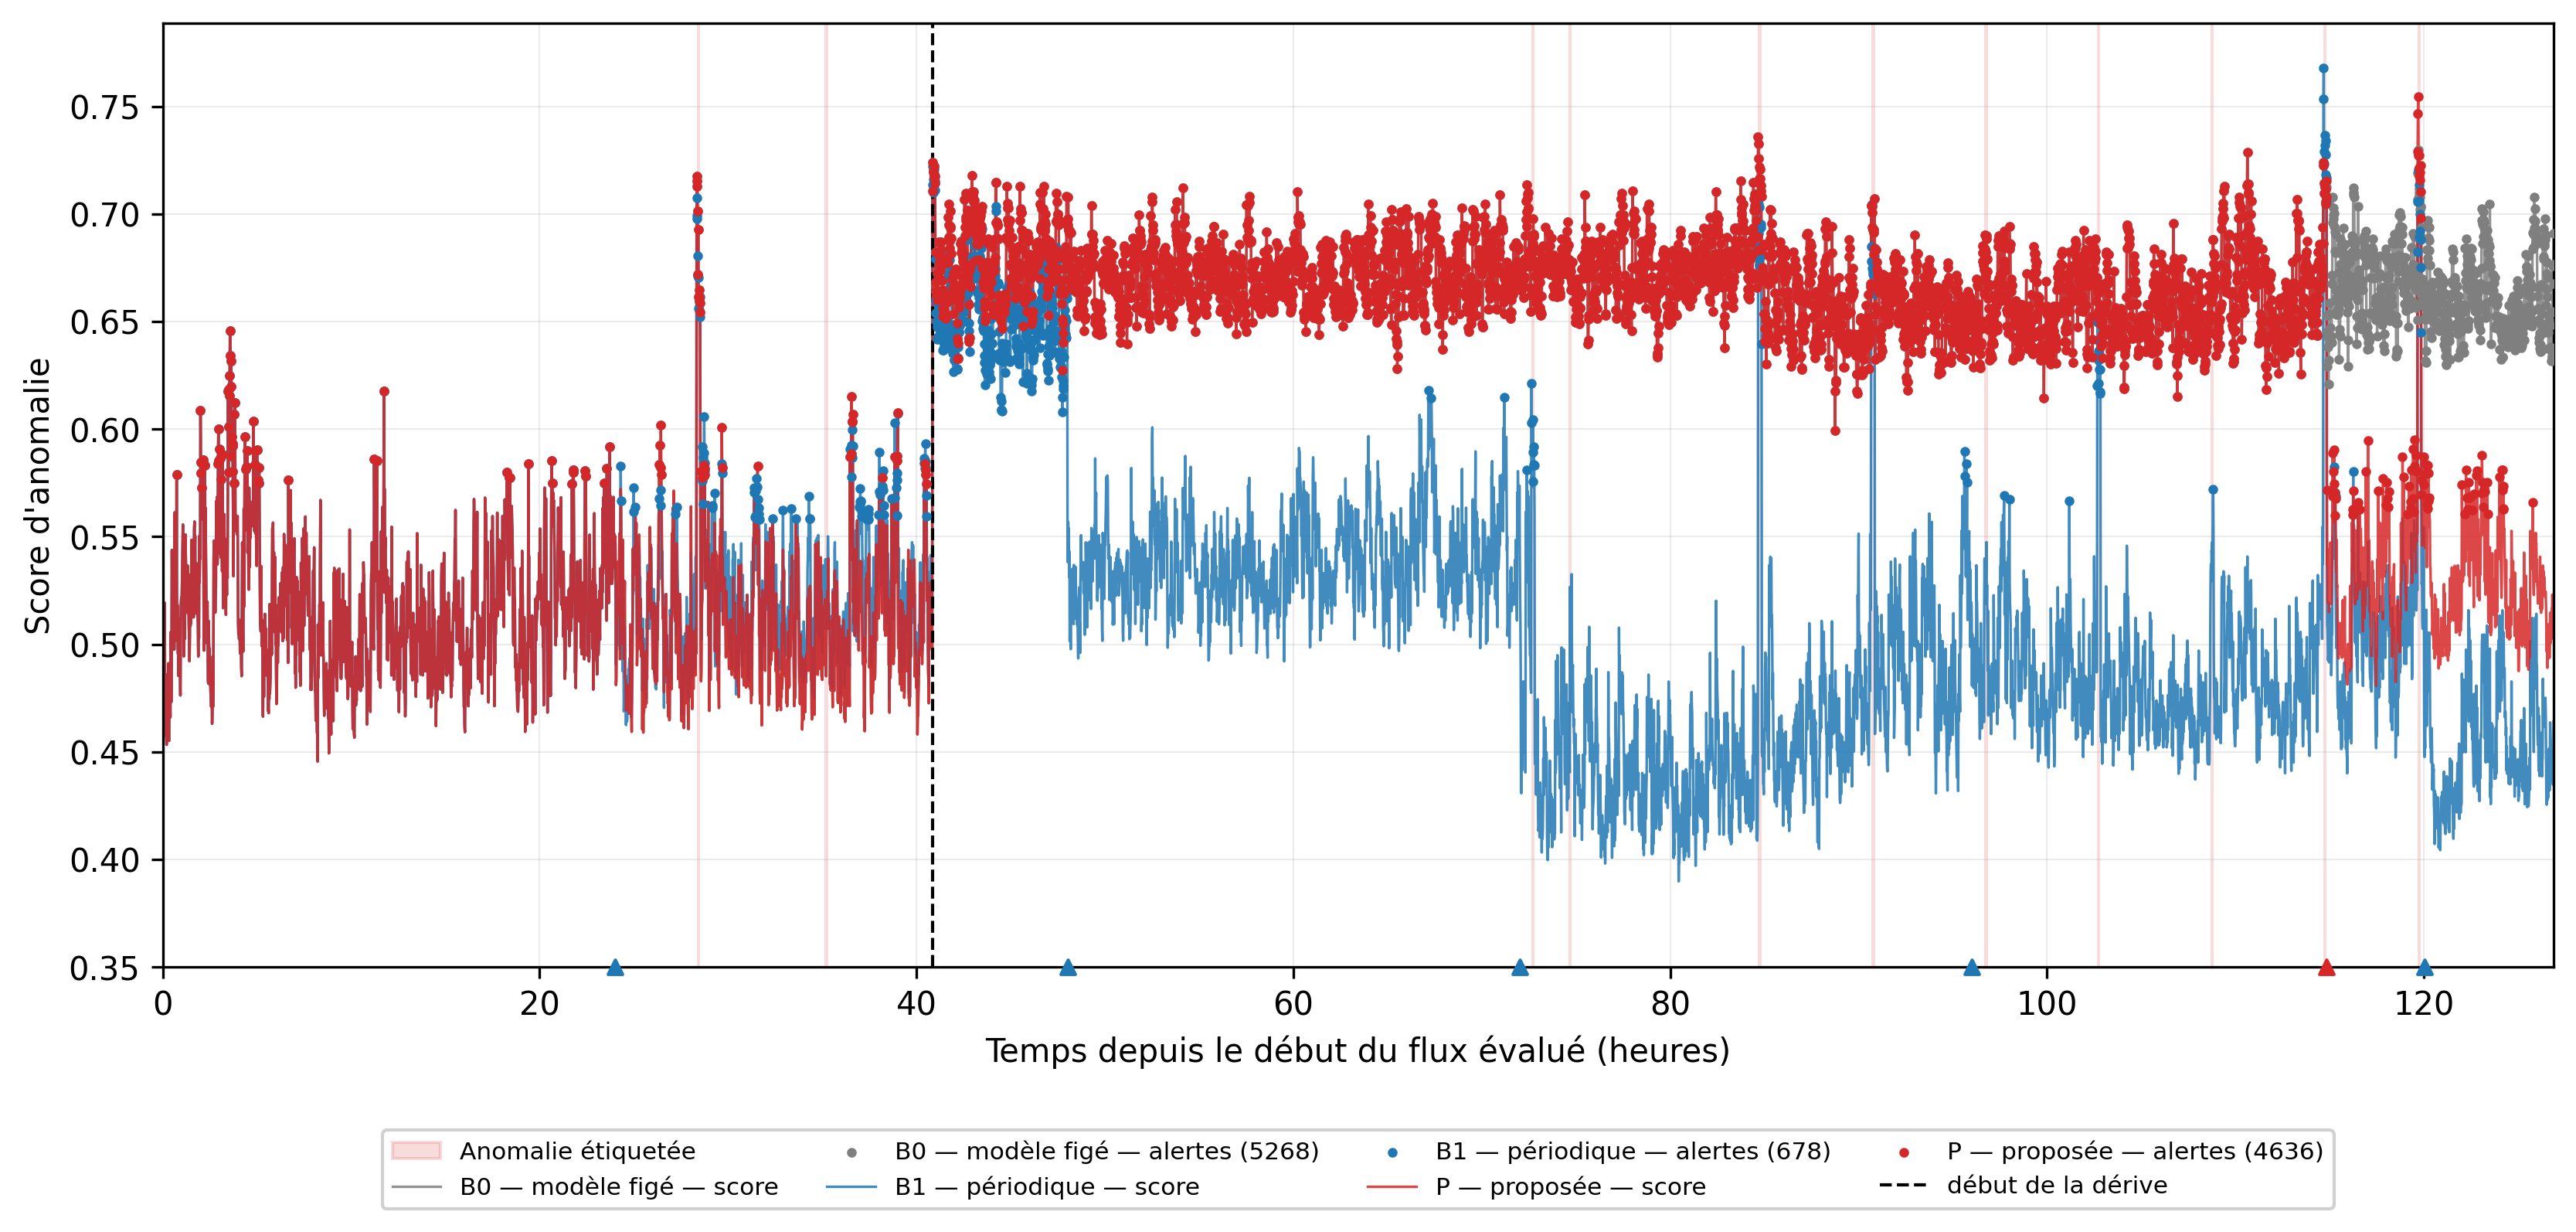 Score d'anomalie
0.75
0.70
0.65
0.60
0.55
0.50
0.45
0.40
0.35
0 20 40 60 80 100 120
Temps depuis le début du flux évalué (heures)
Anomalie étiquetée
B0 — modèle figé — score
B0 — modèle figé — alertes (5268)
B1 — périodique — score
B1 — périodique — alertes (678)
P — proposée — score
P — proposée — alertes (4636)
début de la dérive